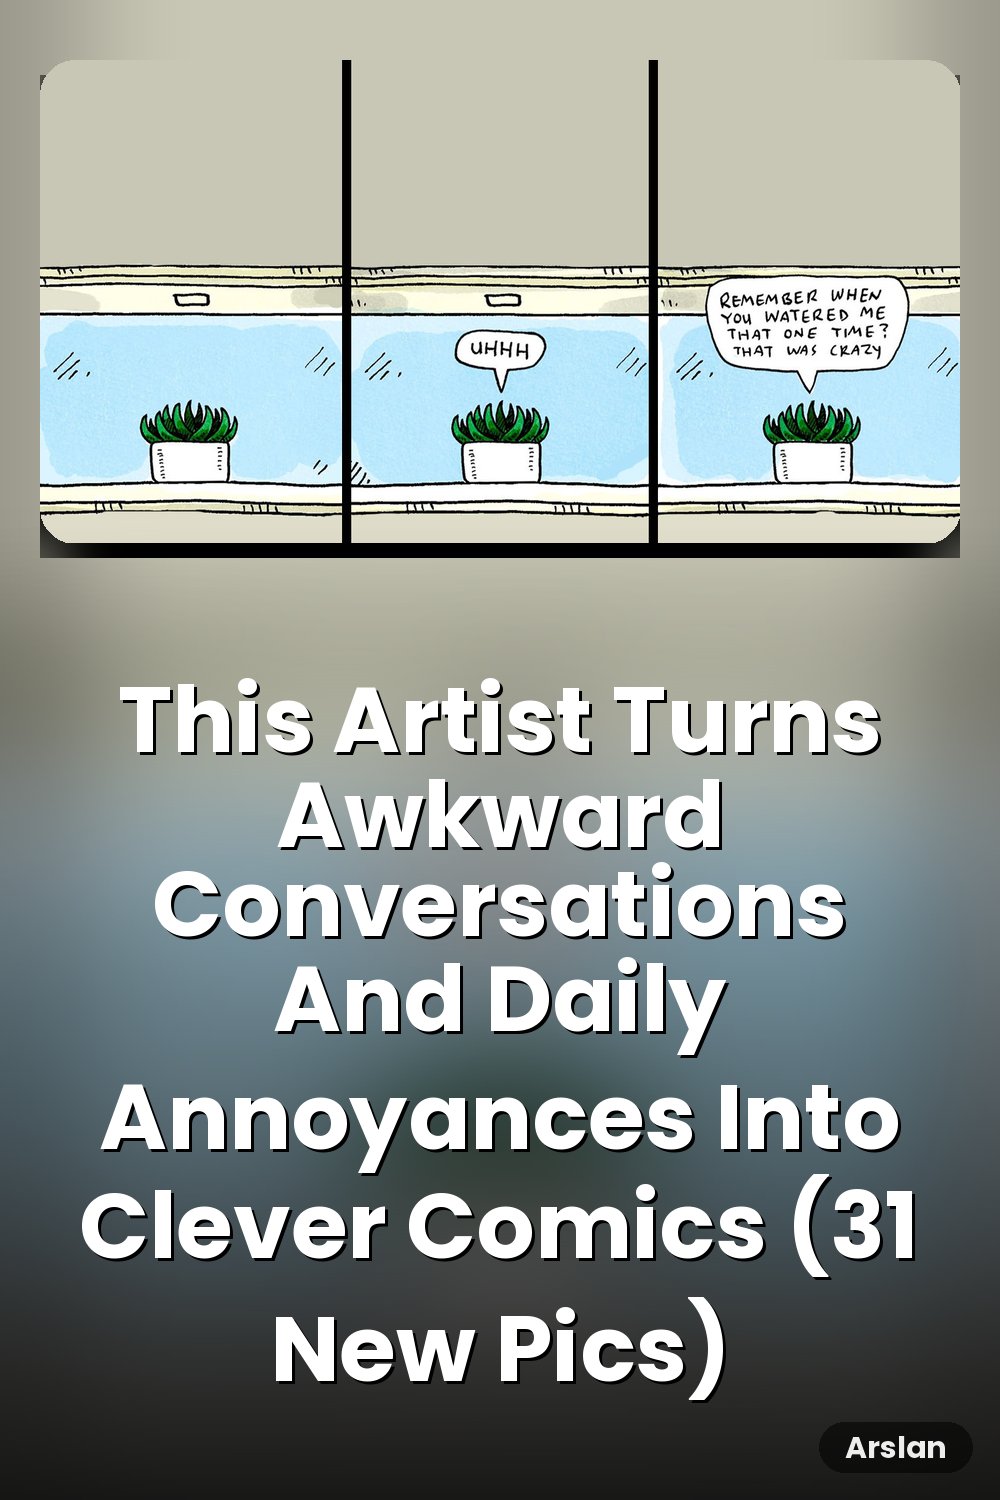 UHHH
REMEMBER WHEN
YOU WATERED ME
THAT ONE TIME?
THAT WAS CRAZY
This Artist Turns
Awkward
Conversations
And Daily
Annoyances Into
Clever Comics (31
New Pics)
Arslan